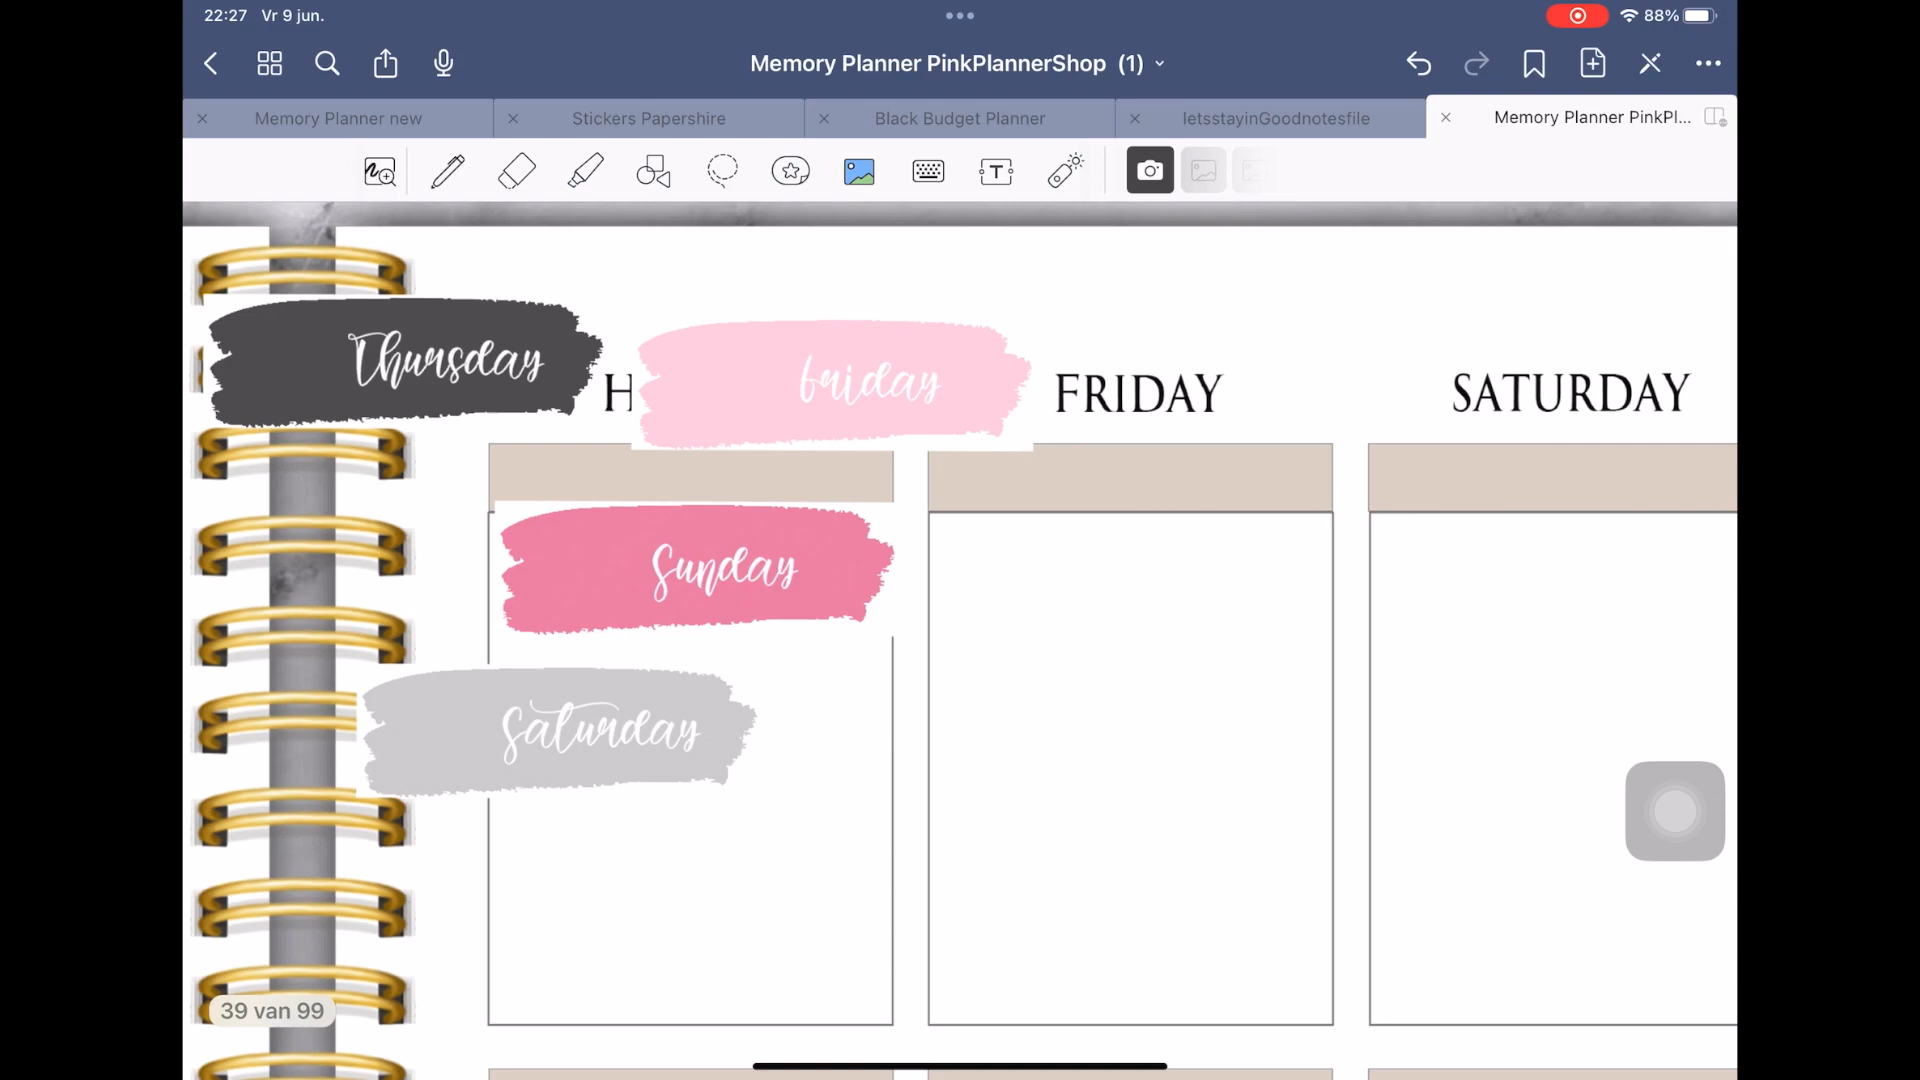 22:27 Vr 9 jun.
88%
Memory Planner PinkPlannerShop (1)
Memory Planner new
Stickers Papershire
Black Budget Planner
letsstayinGoodnotesfile
Memory Planner PinkPl...
T
Thursday
friday
H
FRIDAY
SATURDAY
Sunday
Saturday
39 van 99